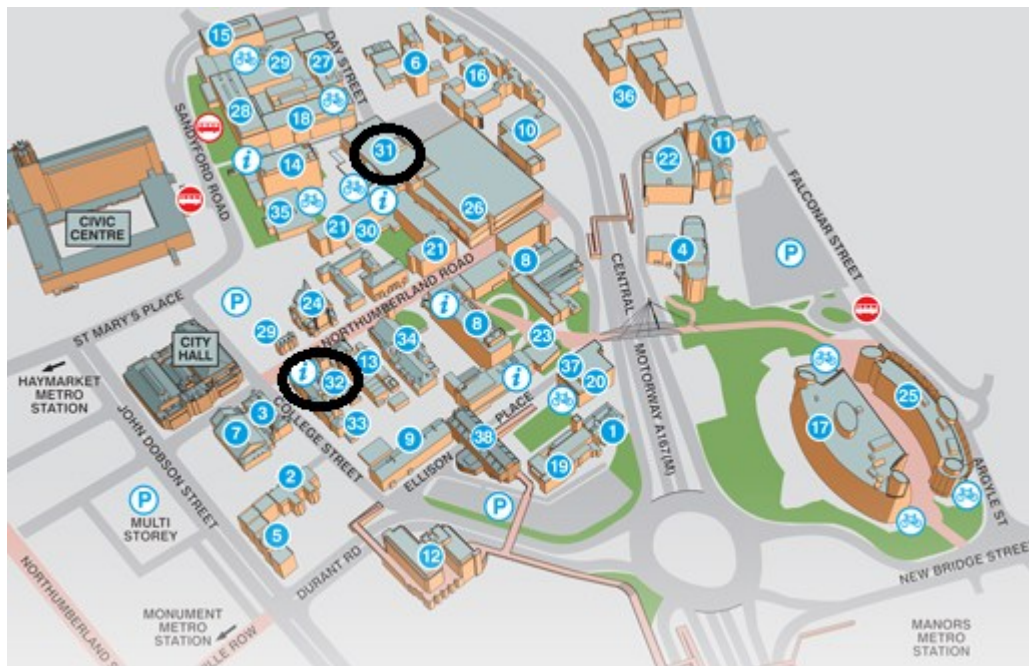 15
29
27
DAY STREET
6
16
36
28
18
31
10
22
11
SANDYFORD ROAD
i
14
i
35
21
30
26
21
CIVIC
CENTRE
FALCONAR STREET
P
4
8
CENTRAL
MOTORWAY A167(M)
ST MARY'S PLACE
P
24
NORTHUMBERLAND ROAD
i
8
29
CITY
HALL
34
23
HAYMARKET
METRO
STATION
i
32
13
37
20
i
PLACE
COLLEGE STREET
3
7
33
9
38
1
19
17
25
ELLISON
JOHN DOBSON STREET
2
5
P
MULTI
STOREY
P
ARGYLE ST
12
DURANT RD
NEW BRIDGE STREET
MONUMENT
METRO
STATION
VILLE ROW
MANORS
METRO
STATION
NORTHUMBERLAND S